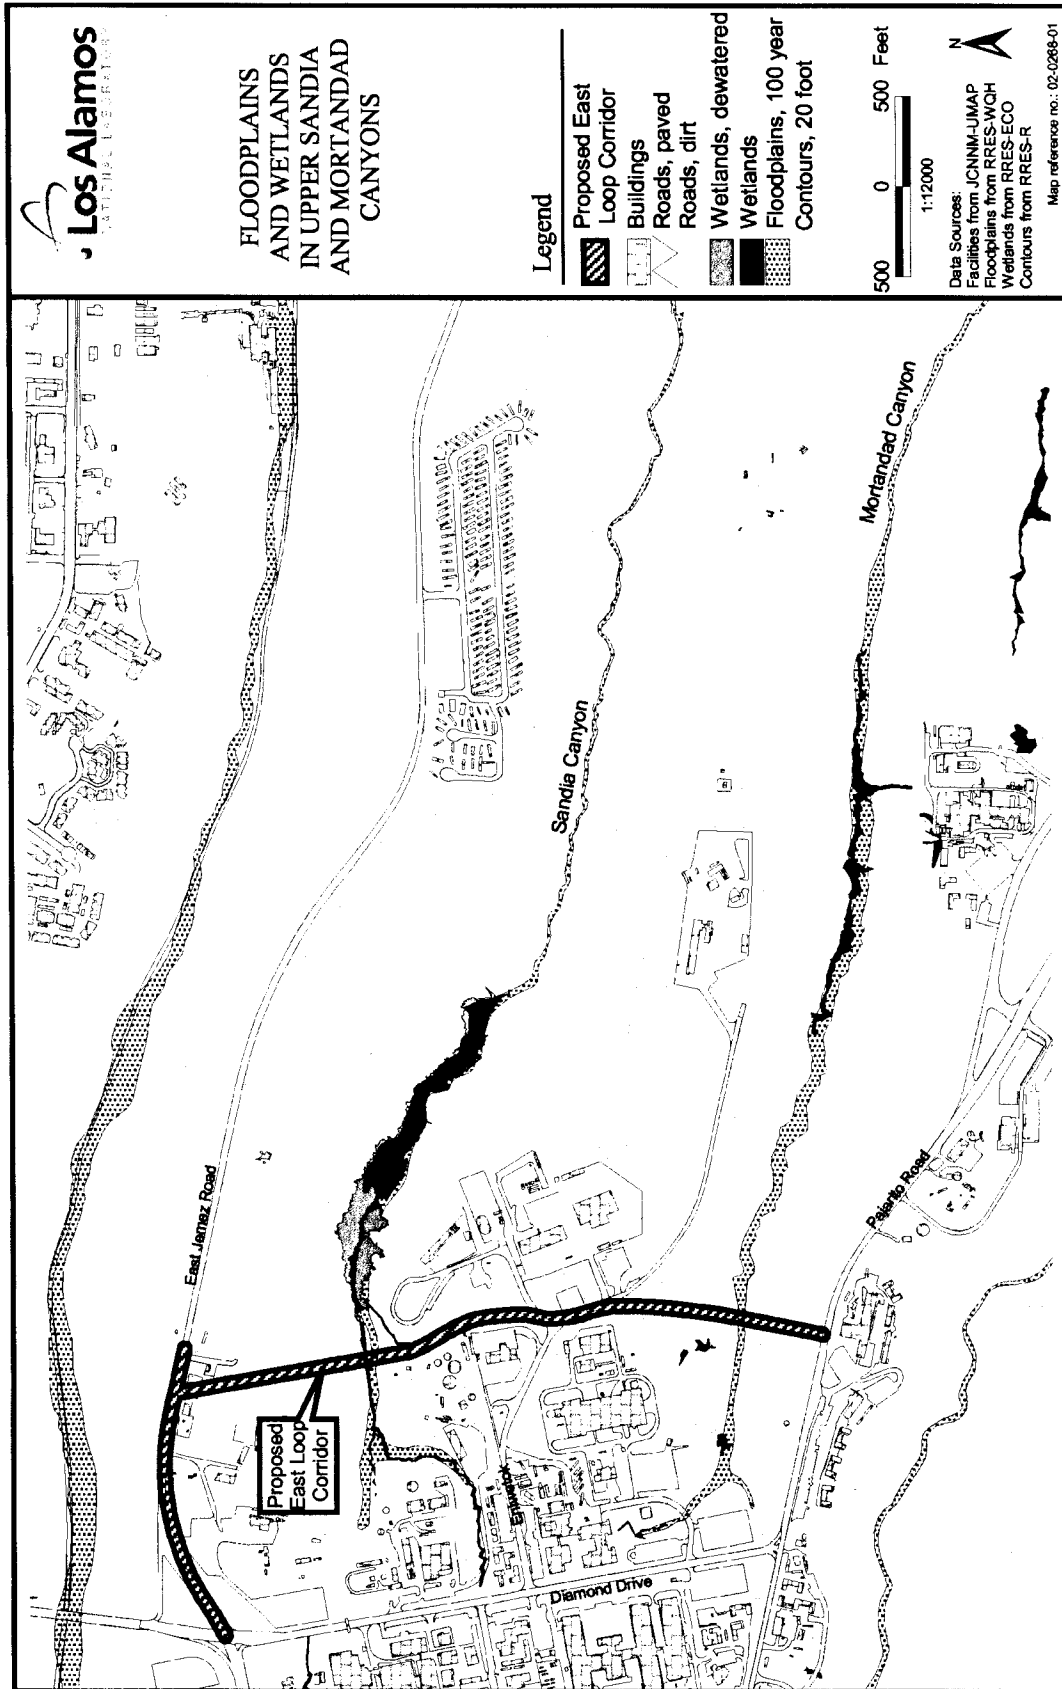 Los Alamos
NATIONAL LABORATORY
FLOODPLAINS
AND WETLANDS
IN UPPER SANDIA
AND MORTANDAD
CANYONS
Legend
Proposed East
Loop Corridor
Buildings
Roads, paved
Roads, dirt
Wetlands, dewatered
Wetlands
Floodplains, 100 year
Contours, 20 foot
500 0 500 Feet
1:12000
N
Data Sources:
Facilities from JCNNM-UMAP
Floodplains from RRES-WQH
Wetlands from RRES-ECO
Contours from RRES-R
Map reference no.: 02-0268-01
East Jemez Road
Sandia Canyon
Mortandad Canyon
Pajarito Road
Proposed
East Loop
Corridor
Eniwetok
Diamond Drive